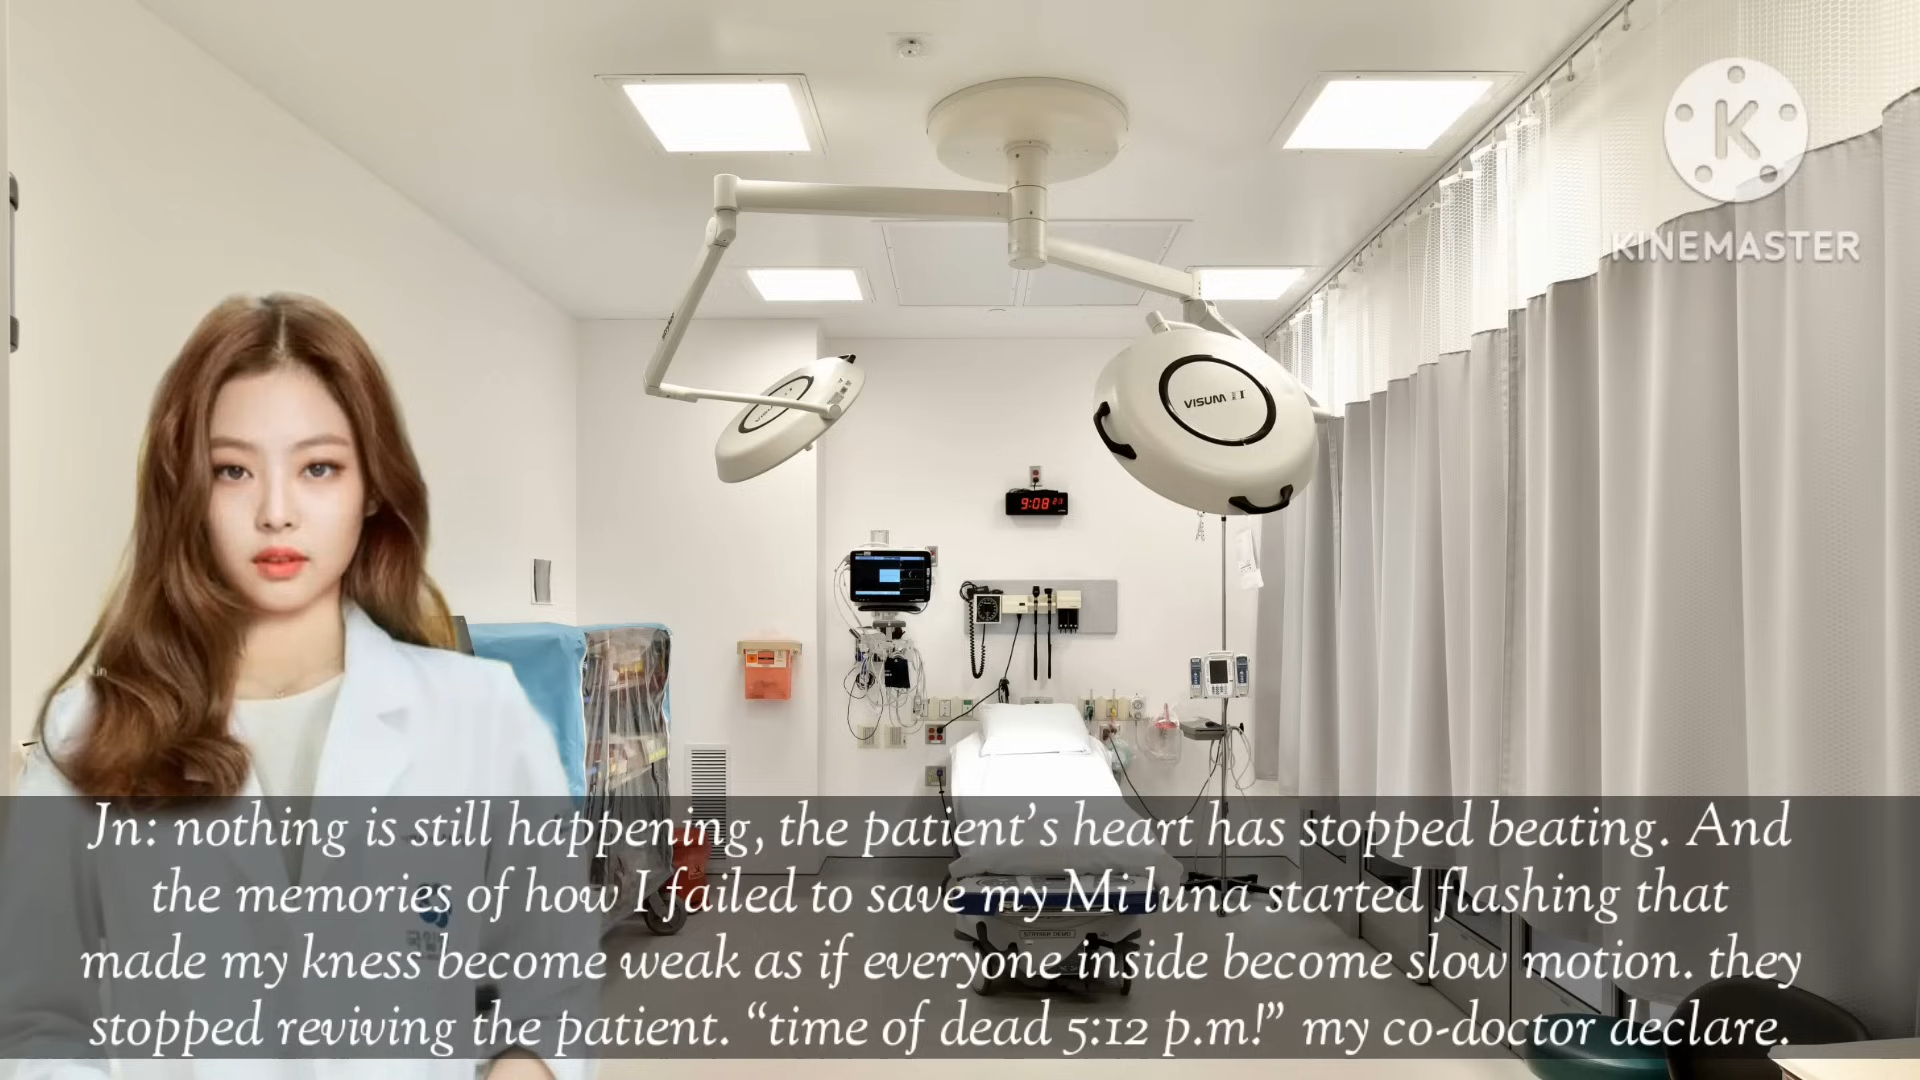 K
KINEMASTER
VISUM II
9:08
Jn: nothing is still happening, the patient's heart has stopped beating. And
the memories of how I failed to save my Mi luna started flashing that
made my kness become weak as if everyone inside become slow motion. they
stopped reviving the patient. “time of dead 5:12 p.m!” my co-doctor declare.